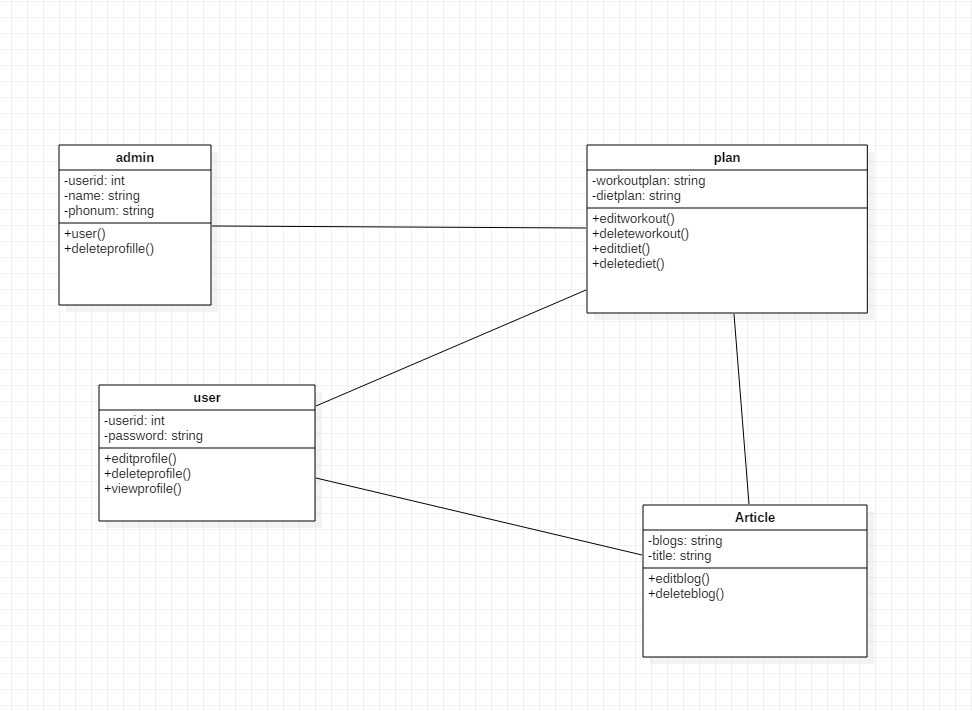 admin
-userid: int
-name: string
-phonum: string
+user()
+deleteprofille()
plan
-workoutplan: string
-dietplan: string
+editworkout()
+deleteworkout()
+editdiet()
+deletediet()
user
-userid: int
-password: string
+editprofile()
+deleteprofile()
+viewprofile()
Article
-blogs: string
-title: string
+editblog()
+deleteblog()